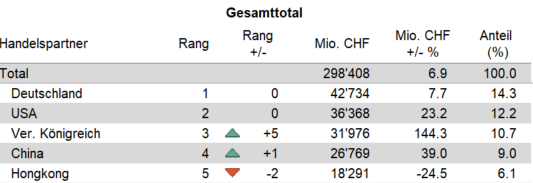 Gesamttotal
Handelspartner Rang Rang +/- Mio. CHF Mio. CHF +/- % Anteil (%)
Total 298'408 6.9 100.0
Deutschland 1 0 42'734 7.7 14.3
USA 2 0 36'368 23.2 12.2
Ver. Königreich 3 +5 31'976 144.3 10.7
China 4 +1 26'769 39.0 9.0
Hongkong 5 -2 18'291 -24.5 6.1